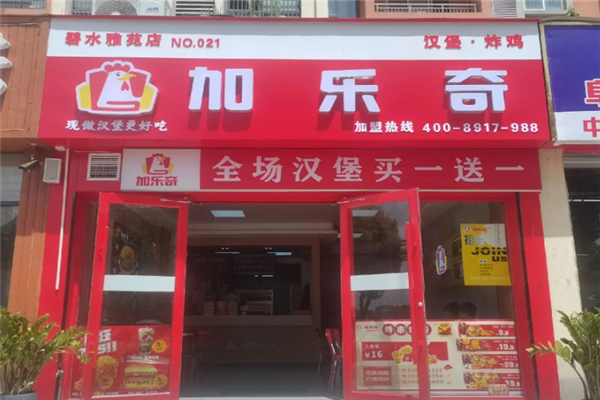 碧水雅苑店 NO.021
汉堡·炸鸡
加乐奇
现做汉堡更好吃
加盟热线 400-8917-988
加乐奇
全场汉堡买一送一
招
JOIN
US
¥16